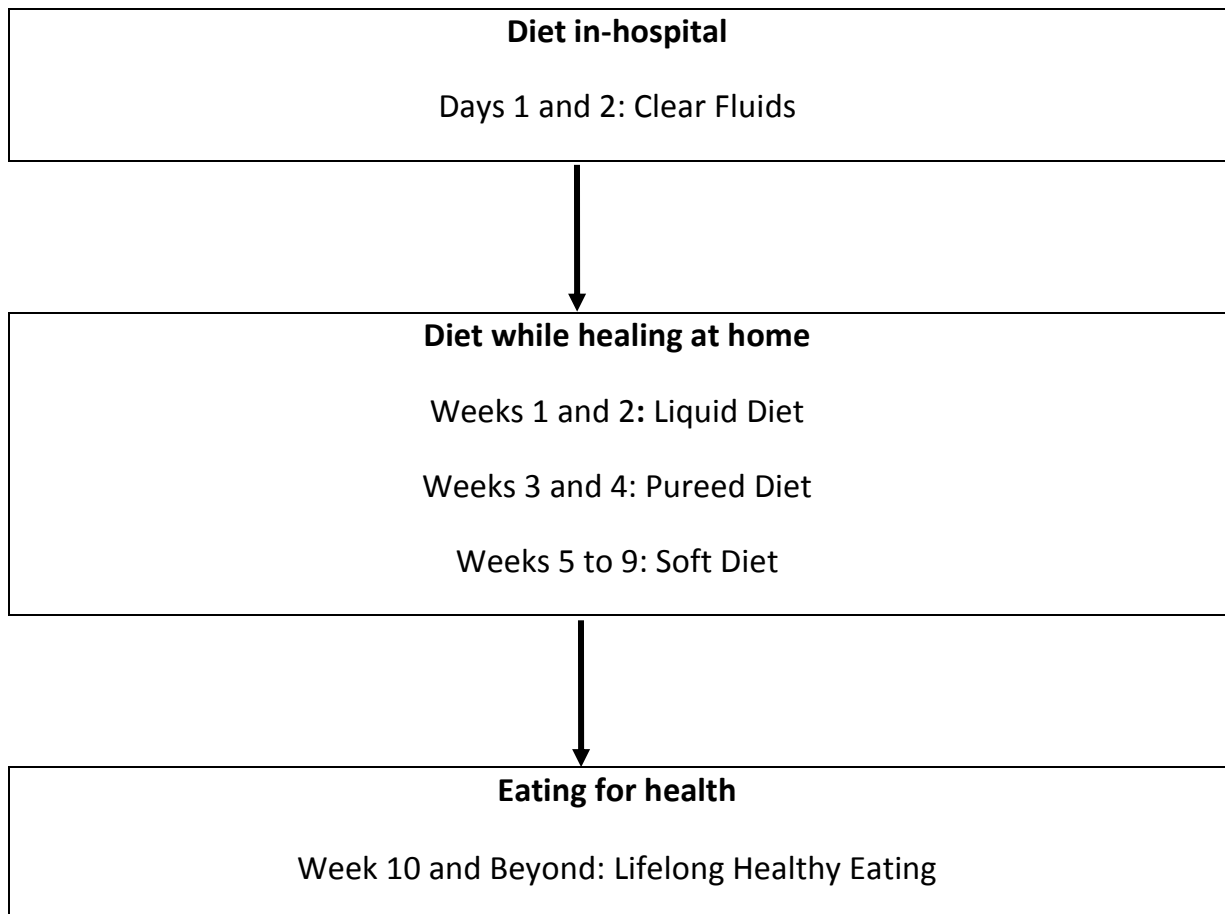 Diet in-hospital
Days 1 and 2: Clear Fluids
Diet while healing at home
Weeks 1 and 2: Liquid Diet
Weeks 3 and 4: Pureed Diet
Weeks 5 to 9: Soft Diet
Eating for health
Week 10 and Beyond: Lifelong Healthy Eating